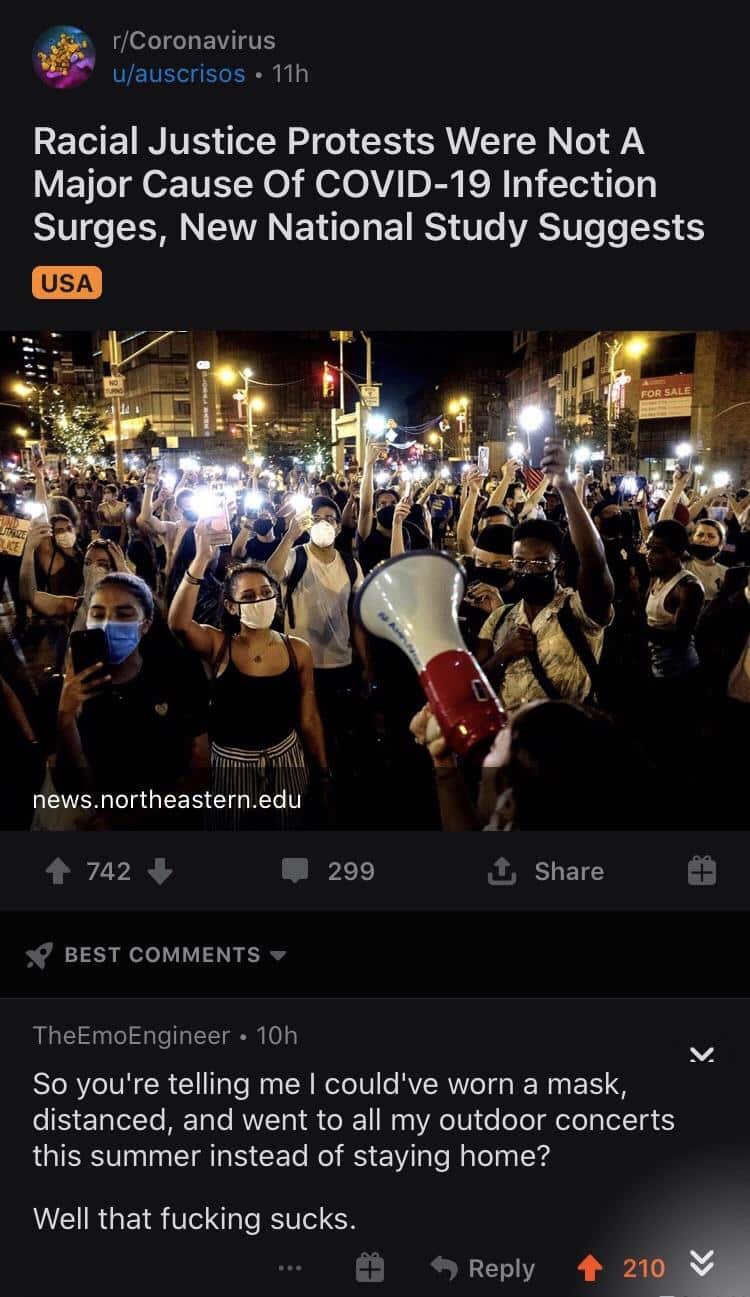 r/Coronavirus
u/auscrisos • 11h
Racial Justice Protests Were Not A
Major Cause Of COVID-19 Infection
Surges, New National Study Suggests
USA
FOR SALE
news.northeastern.edu
742
299
Share
BEST COMMENTS
TheEmoEngineer • 10h
So you're telling me I could've worn a mask,
distanced, and went to all my outdoor concerts
this summer instead of staying home?
Well that fucking sucks.
Reply
210